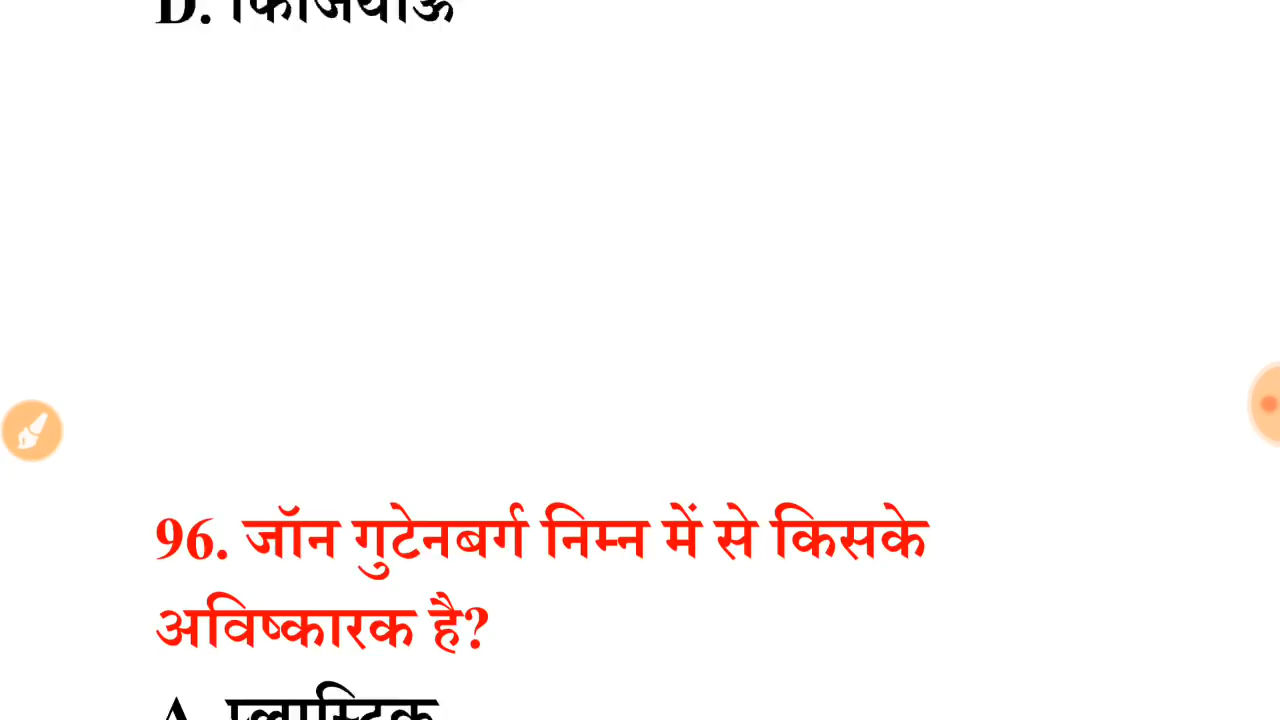 D. फिजियोऊ
96. जॉन गुटेनबर्ग निम्न में से किसके
अविष्कारक है?
A. प्लास्टिक